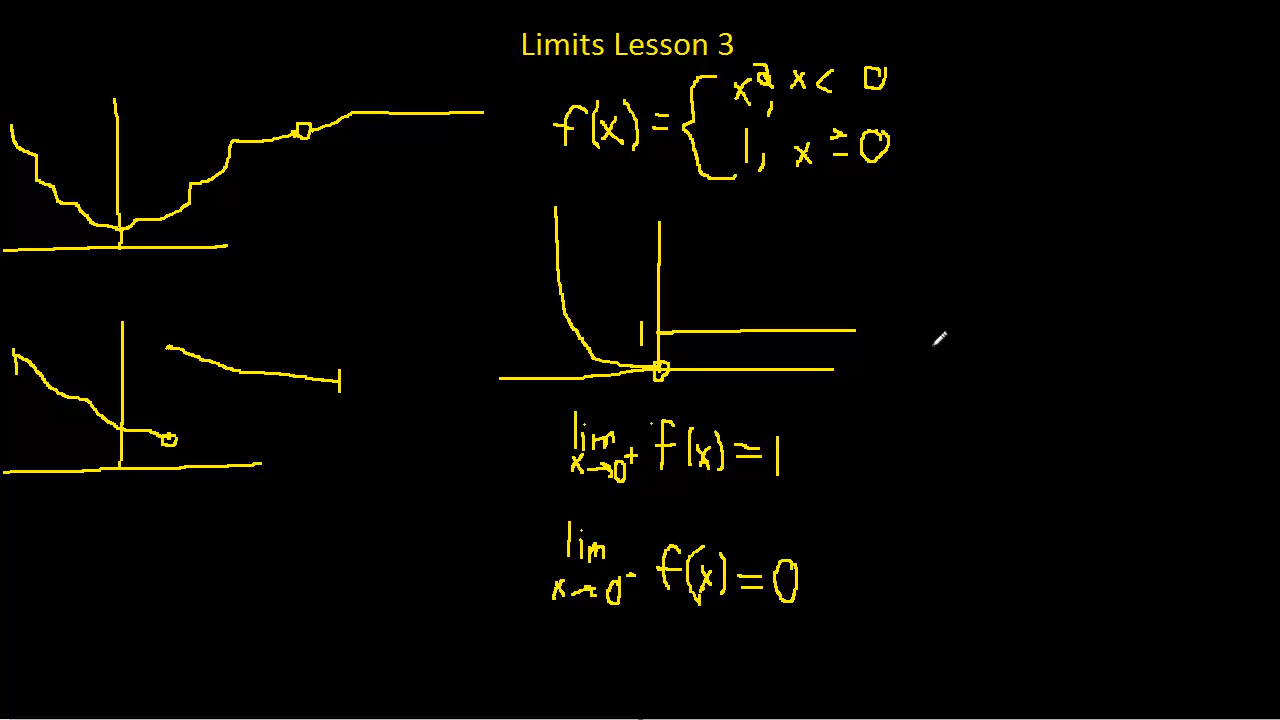 Limits Lesson 3
f(x) = { x², x < 0
1, x ≥ 0
1
lim x→0⁺ f(x) = 1
lim x→0⁻ f(x) = 0